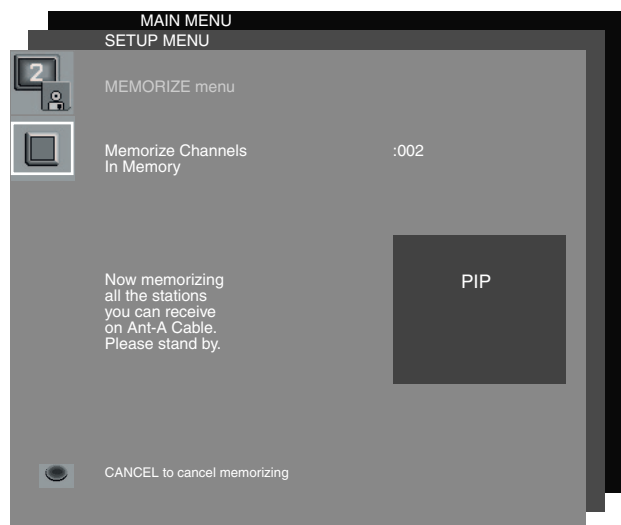 MAIN MENU
SETUP MENU
2
MEMORIZE menu
Memorize Channels :002
In Memory
Now memorizing
all the stations
you can receive
on Ant-A Cable.
Please stand by.
PIP
CANCEL to cancel memorizing